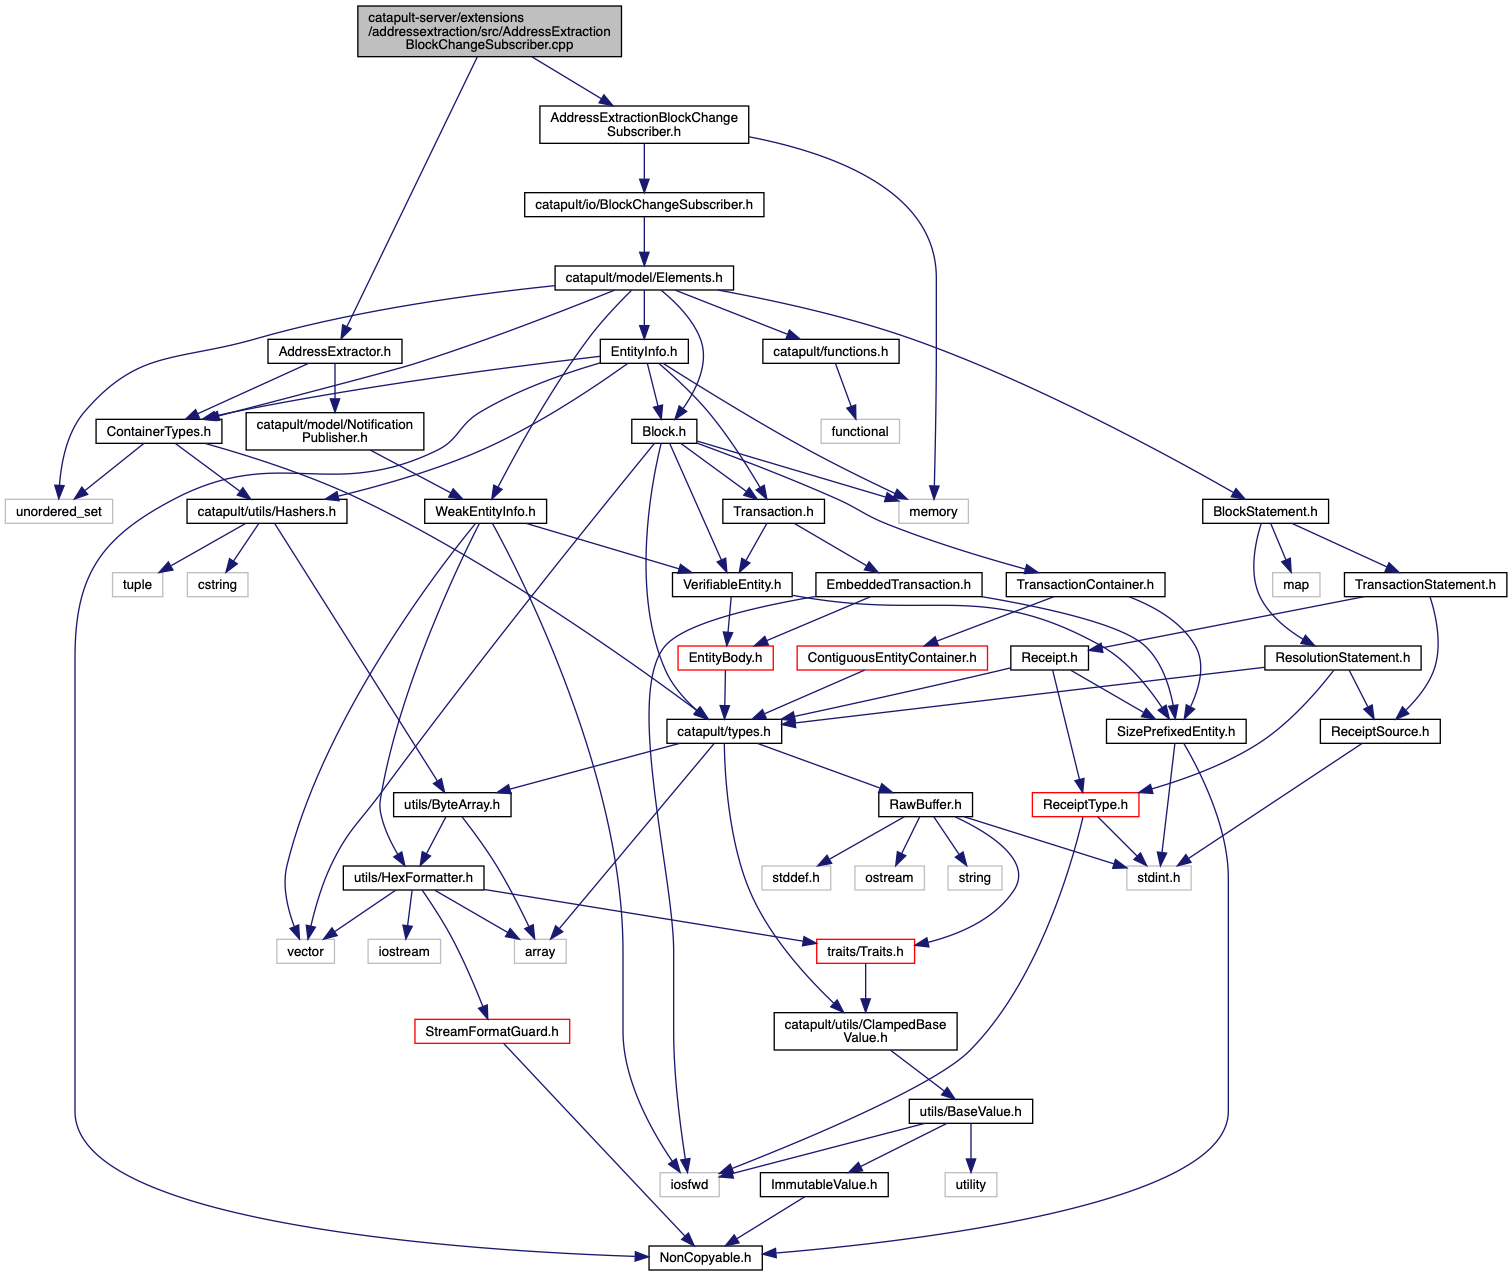 catapult-server/extensions
/addressextraction/src/AddressExtraction
BlockChangeSubscriber.cpp
AddressExtractionBlockChange
Subscriber.h
catapult/io/BlockChangeSubscriber.h
catapult/model/Elements.h
AddressExtractor.h
EntityInfo.h
catapult/functions.h
ContainerTypes.h
catapult/model/Notification
Publisher.h
Block.h
functional
unordered_set
catapult/utils/Hashers.h
WeakEntityInfo.h
Transaction.h
memory
BlockStatement.h
tuple
cstring
VerifiableEntity.h
EmbeddedTransaction.h
TransactionContainer.h
map
TransactionStatement.h
EntityBody.h
ContiguousEntityContainer.h
Receipt.h
ResolutionStatement.h
catapult/types.h
SizePrefixedEntity.h
ReceiptSource.h
utils/ByteArray.h
RawBuffer.h
ReceiptType.h
utils/HexFormatter.h
stddef.h
ostream
string
stdint.h
vector
iostream
array
traits/Traits.h
StreamFormatGuard.h
catapult/utils/ClampedBase
Value.h
utils/BaseValue.h
iosfwd
ImmutableValue.h
utility
NonCopyable.h